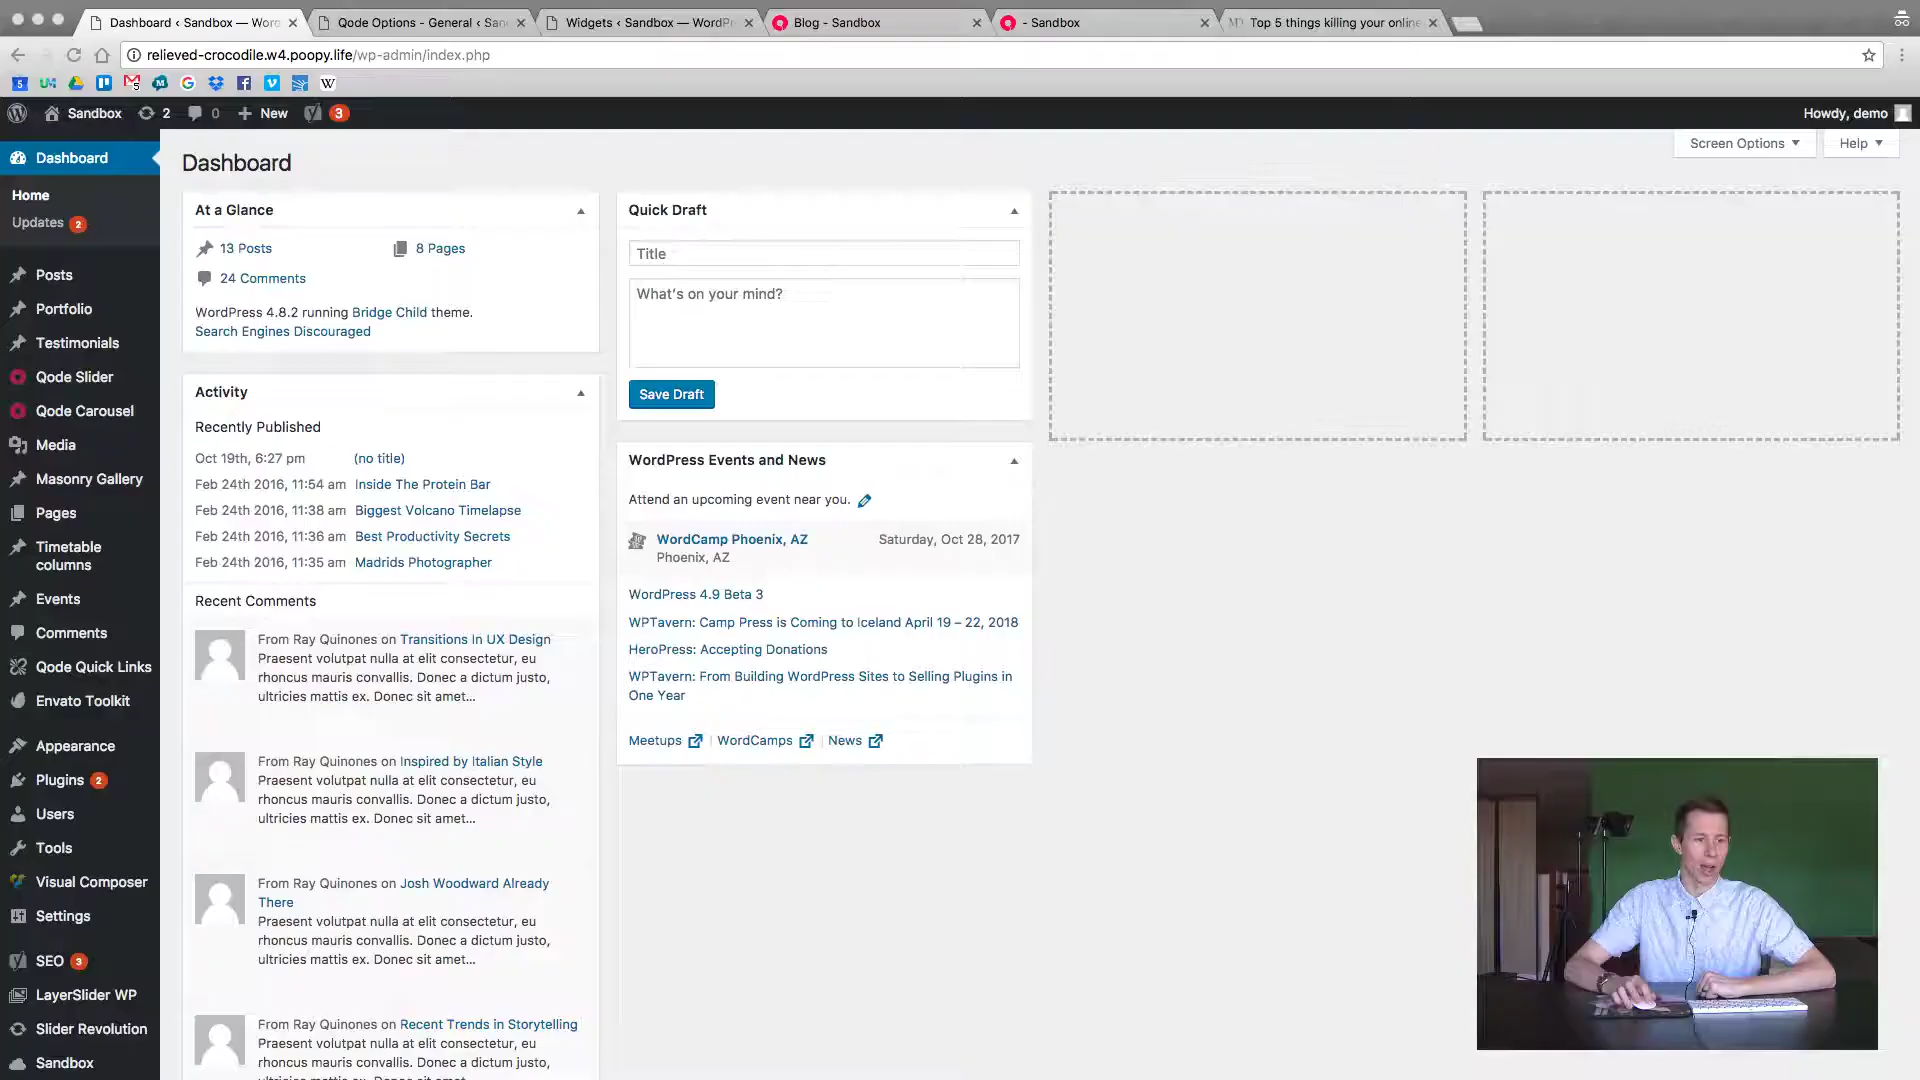 Dashboard ‹ Sandbox — Wor
Qode Options - General ‹ San
Widgets ‹ Sandbox — WordPr
Blog - Sandbox
- Sandbox
Top 5 things killing your online
relieved-crocodile.w4.poopy.life/wp-admin/index.php
Sandbox
2
0
New
3
Howdy, demo
Dashboard
Home
Updates 2
Posts
Portfolio
Testimonials
Qode Slider
Qode Carousel
Media
Masonry Gallery
Pages
Timetable
columns
Events
Comments
Qode Quick Links
Envato Toolkit
Appearance
Plugins 2
Users
Tools
Visual Composer
Settings
SEO 3
LayerSlider WP
Slider Revolution
Sandbox
Dashboard
Screen Options
Help
At a Glance
13 Posts
8 Pages
24 Comments
WordPress 4.8.2 running Bridge Child theme.
Search Engines Discouraged
Activity
Recently Published
Oct 19th, 6:27 pm (no title)
Feb 24th 2016, 11:54 am Inside The Protein Bar
Feb 24th 2016, 11:38 am Biggest Volcano Timelapse
Feb 24th 2016, 11:36 am Best Productivity Secrets
Feb 24th 2016, 11:35 am Madrids Photographer
Recent Comments
From Ray Quinones on Transitions In UX Design
Praesent volutpat nulla at elit consectetur, eu
rhoncus mauris convallis. Donec a dictum justo,
ultricies mattis ex. Donec sit amet…
From Ray Quinones on Inspired by Italian Style
Praesent volutpat nulla at elit consectetur, eu
rhoncus mauris convallis. Donec a dictum justo,
ultricies mattis ex. Donec sit amet…
From Ray Quinones on Josh Woodward Already
There
Praesent volutpat nulla at elit consectetur, eu
rhoncus mauris convallis. Donec a dictum justo,
ultricies mattis ex. Donec sit amet…
From Ray Quinones on Recent Trends in Storytelling
Praesent volutpat nulla at elit consectetur, eu
rhoncus mauris convallis. Donec a dictum justo,
ultricies mattis ex. Donec sit amet…
Quick Draft
Title
What's on your mind?
Save Draft
WordPress Events and News
Attend an upcoming event near you.
WordCamp Phoenix, AZ
Saturday, Oct 28, 2017
Phoenix, AZ
WordPress 4.9 Beta 3
WPTavern: Camp Press is Coming to Iceland April 19 – 22, 2018
HeroPress: Accepting Donations
WPTavern: From Building WordPress Sites to Selling Plugins in
One Year
Meetups | WordCamps | News